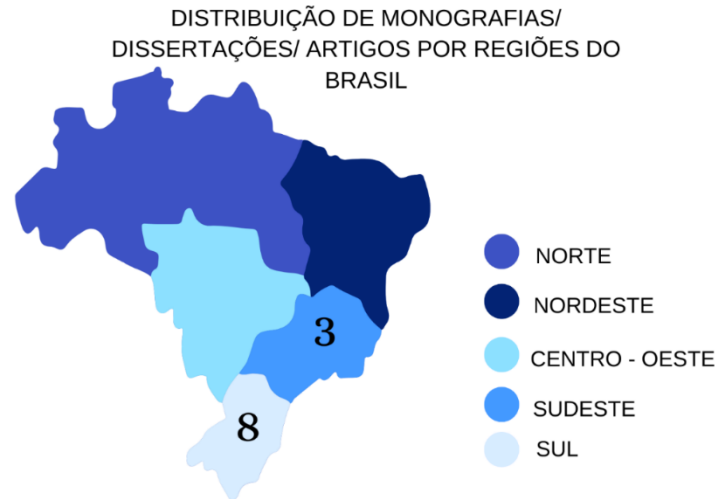 DISTRIBUIÇÃO DE MONOGRAFIAS/
DISSERTAÇÕES/ ARTIGOS POR REGIÕES DO
BRASIL
NORTE
NORDESTE
3
CENTRO - OESTE
SUDESTE
8
SUL